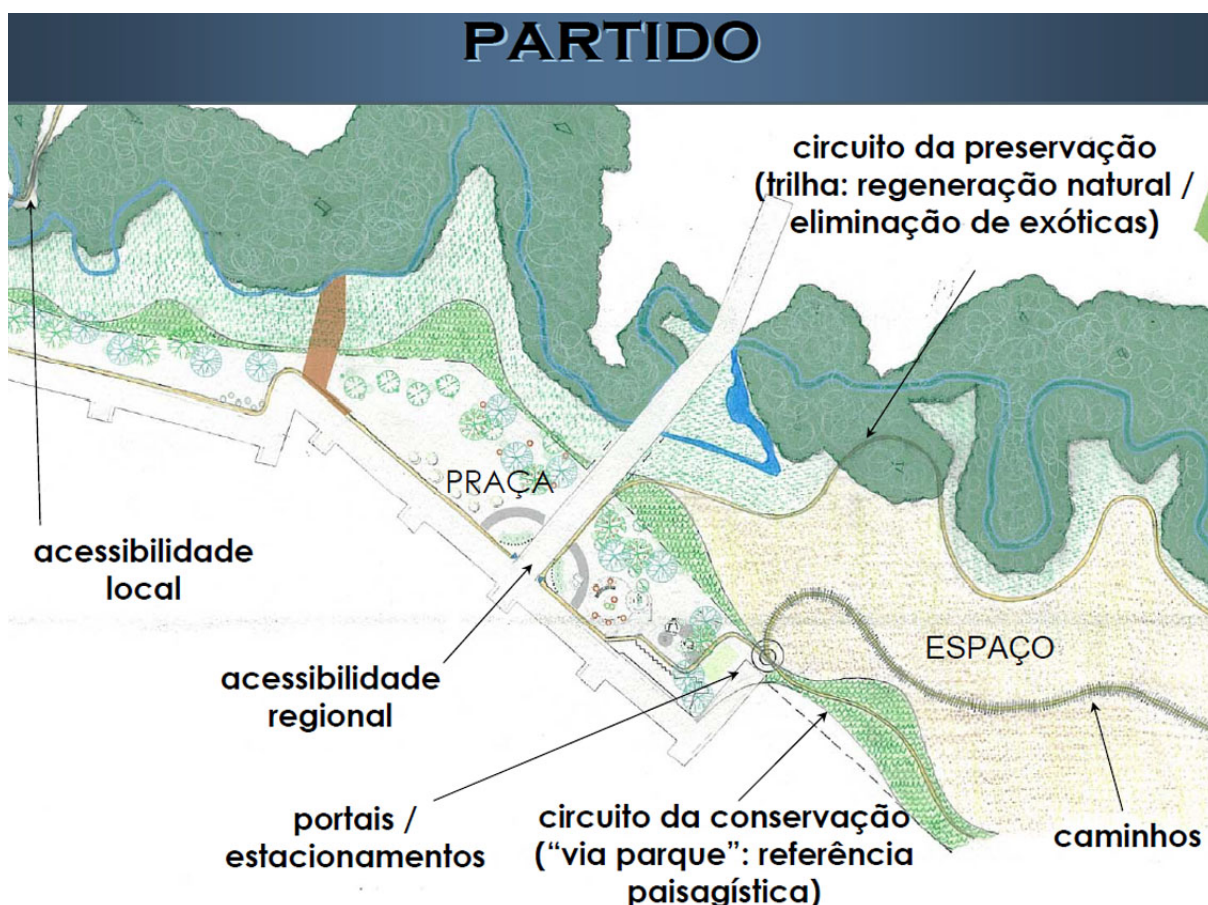 PARTIDO
circuito da preservação
(trilha: regeneração natural /
eliminação de exóticas)
PRAÇA
acessibilidade
local
ESPAÇO
acessibilidade
regional
portais /
estacionamentos
circuito da conservação
(“via parque”: referência
paisagística)
caminhos